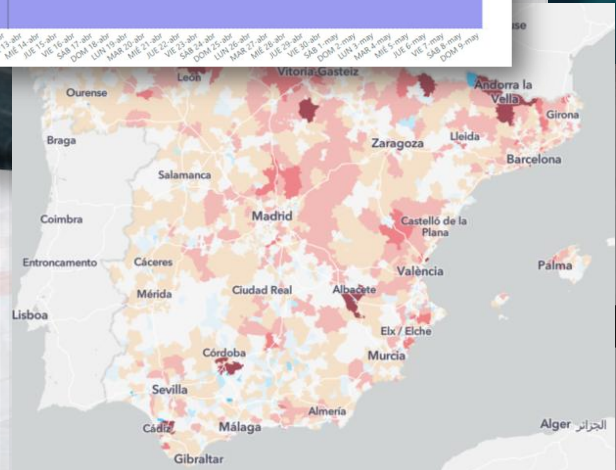 13-abr
MIÉ 14-abr
JUE 15-abr
VIE 16-abr
SAB 17-abr
DOM 18-abr
LUN 19-abr
MAR 20-abr
MIÉ 21-abr
JUE 22-abr
VIE 23-abr
SAB 24-abr
DOM 25-abr
LUN 26-abr
MAR 27-abr
MIÉ 28-abr
JUE 29-abr
VIE 30-abr
SAB 1-may
DOM 2-may
LUN 3-may
MAR 4-may
MIE 5-may
JUE 6-may
VIE 7-may
SAB 8-may
DOM 9-may
León
Vitoria-Gasteiz
Andorra la
Vella
Ourense
Girona
Braga
Zaragoza
Lleida
Barcelona
Salamanca
Coimbra
Madrid
Castelló de la
Plana
Entroncamento
Cáceres
València
Palma
Mérida
Ciudad Real
Albacete
Lisboa
Elx / Elche
Córdoba
Murcia
Sevilla
Almería
Cádiz
Málaga
Alger الجزائر
Gibraltar